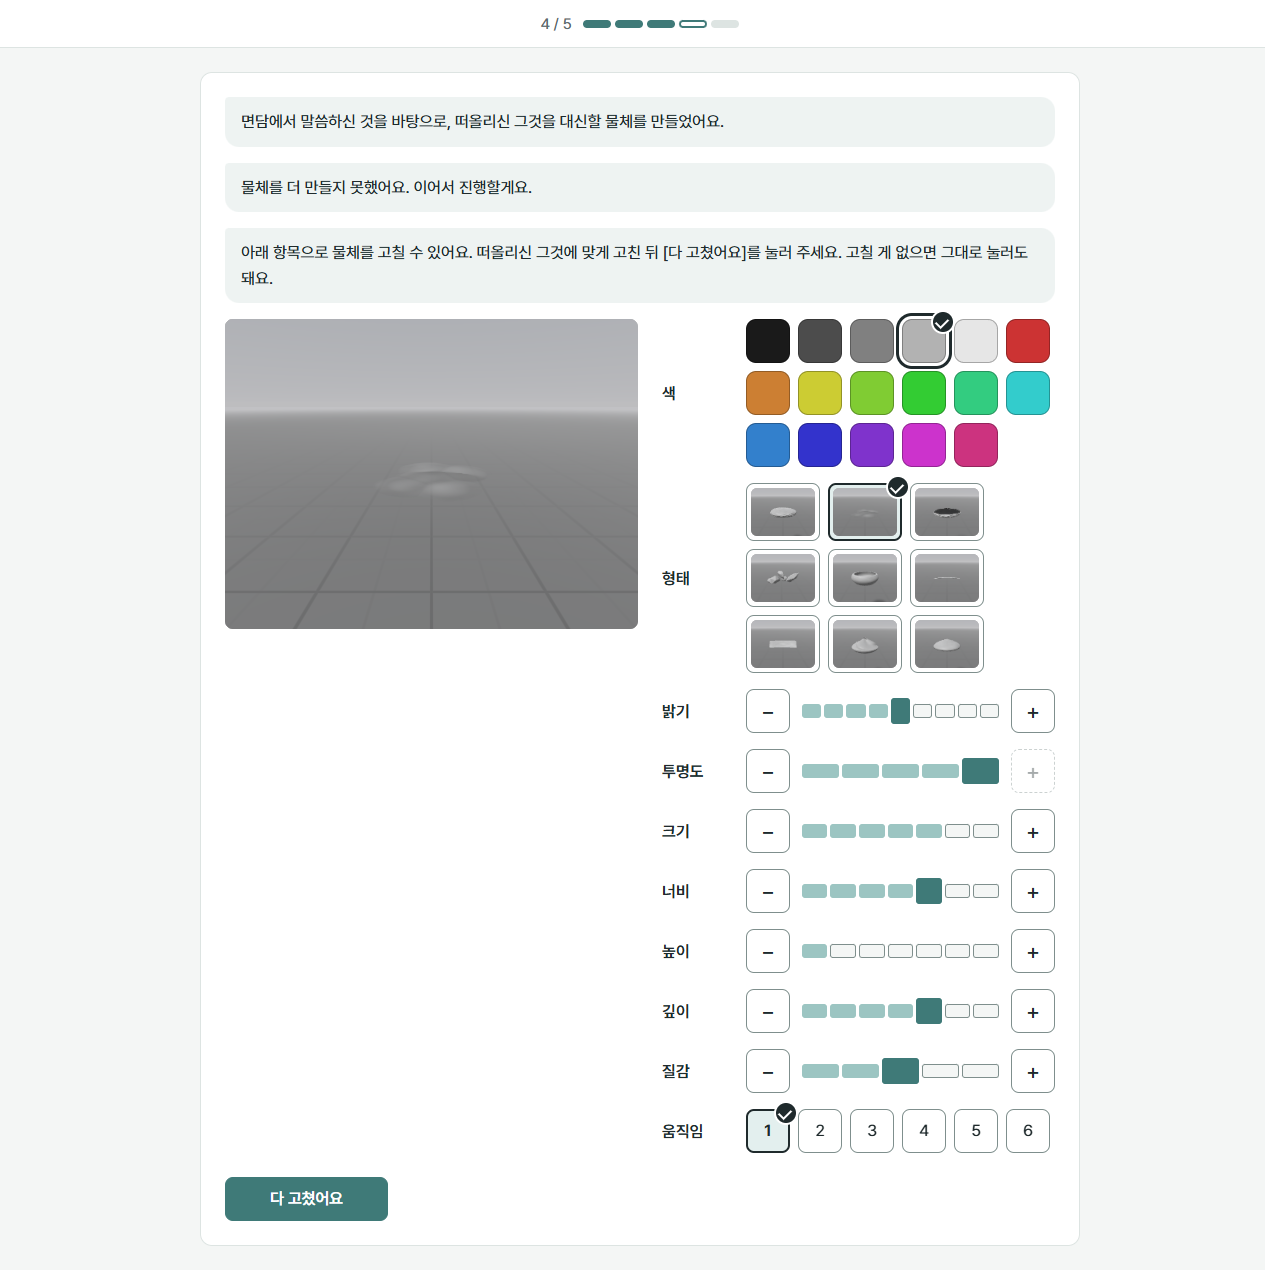 4 / 5
면담에서 말씀하신 것을 바탕으로, 떠올리신 그것을 대신할 물체를 만들었어요.
물체를 더 만들지 못했어요. 이어서 진행할게요.
아래 항목으로 물체를 고칠 수 있어요. 떠올리신 그것에 맞게 고친 뒤 [다 고쳤어요]를 눌러 주세요. 고칠 게 없으면 그대로 눌러도
돼요.
색
형태
밝기
− +
투명도
− +
크기
− +
너비
− +
높이
− +
깊이
− +
질감
− +
움직임
1 2 3 4 5 6
다 고쳤어요